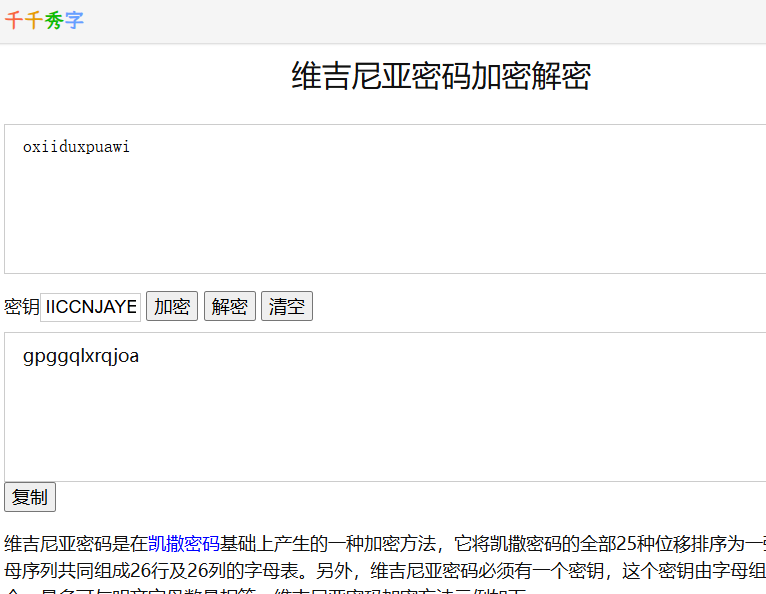 千千秀字
维吉尼亚密码加密解密
oxiiduxpuawi
密钥 IICCNJAYE 加密 解密 清空
gpggqlxrqjoa
复制
维吉尼亚密码是在凯撒密码基础上产生的一种加密方法，它将凯撒密码的全部25种位移排序为一
母序列共同组成26行及26列的字母表。另外，维吉尼亚密码必须有一个密钥，这个密钥由字母组